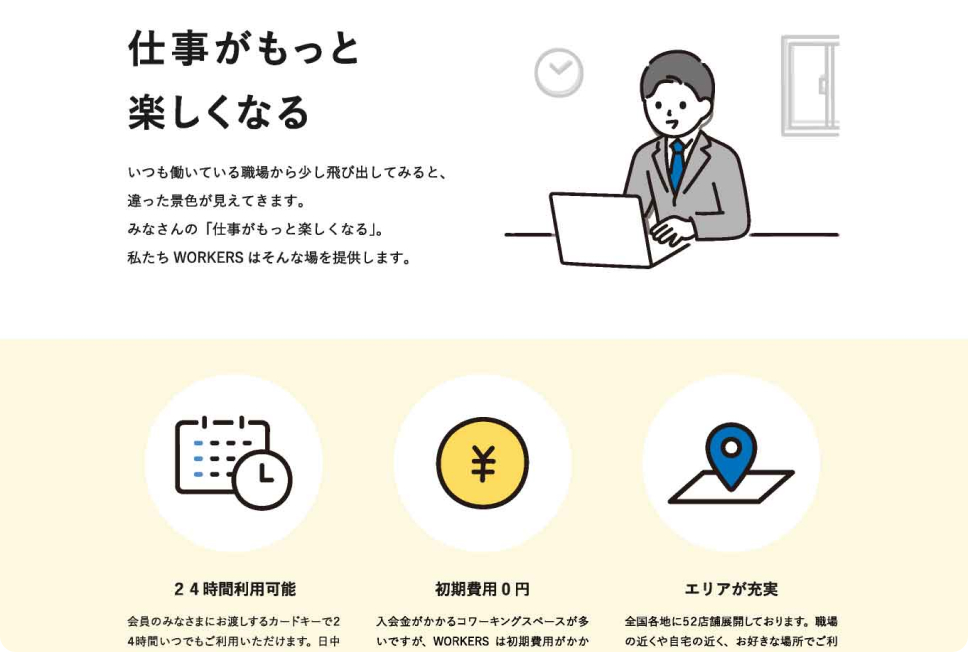 仕事がもっと
楽しくなる
いつも働いている職場から少し飛び出してみると、
違った景色が見えてきます。
みなさんの「仕事がもっと楽しくなる」。
私たち WORKERS はそんな場を提供します。
¥
24時間利用可能
会員のみなさまにお渡しするカードキーで2
4時間いつでもご利用いただけます。日中
初期費用0円
入会金がかかるコワーキングスペースが多
いですが、WORKERS は初期費用がかか
エリアが充実
全国各地に52店舗展開しております。職場
の近くや自宅の近く、お好きな場所でご利